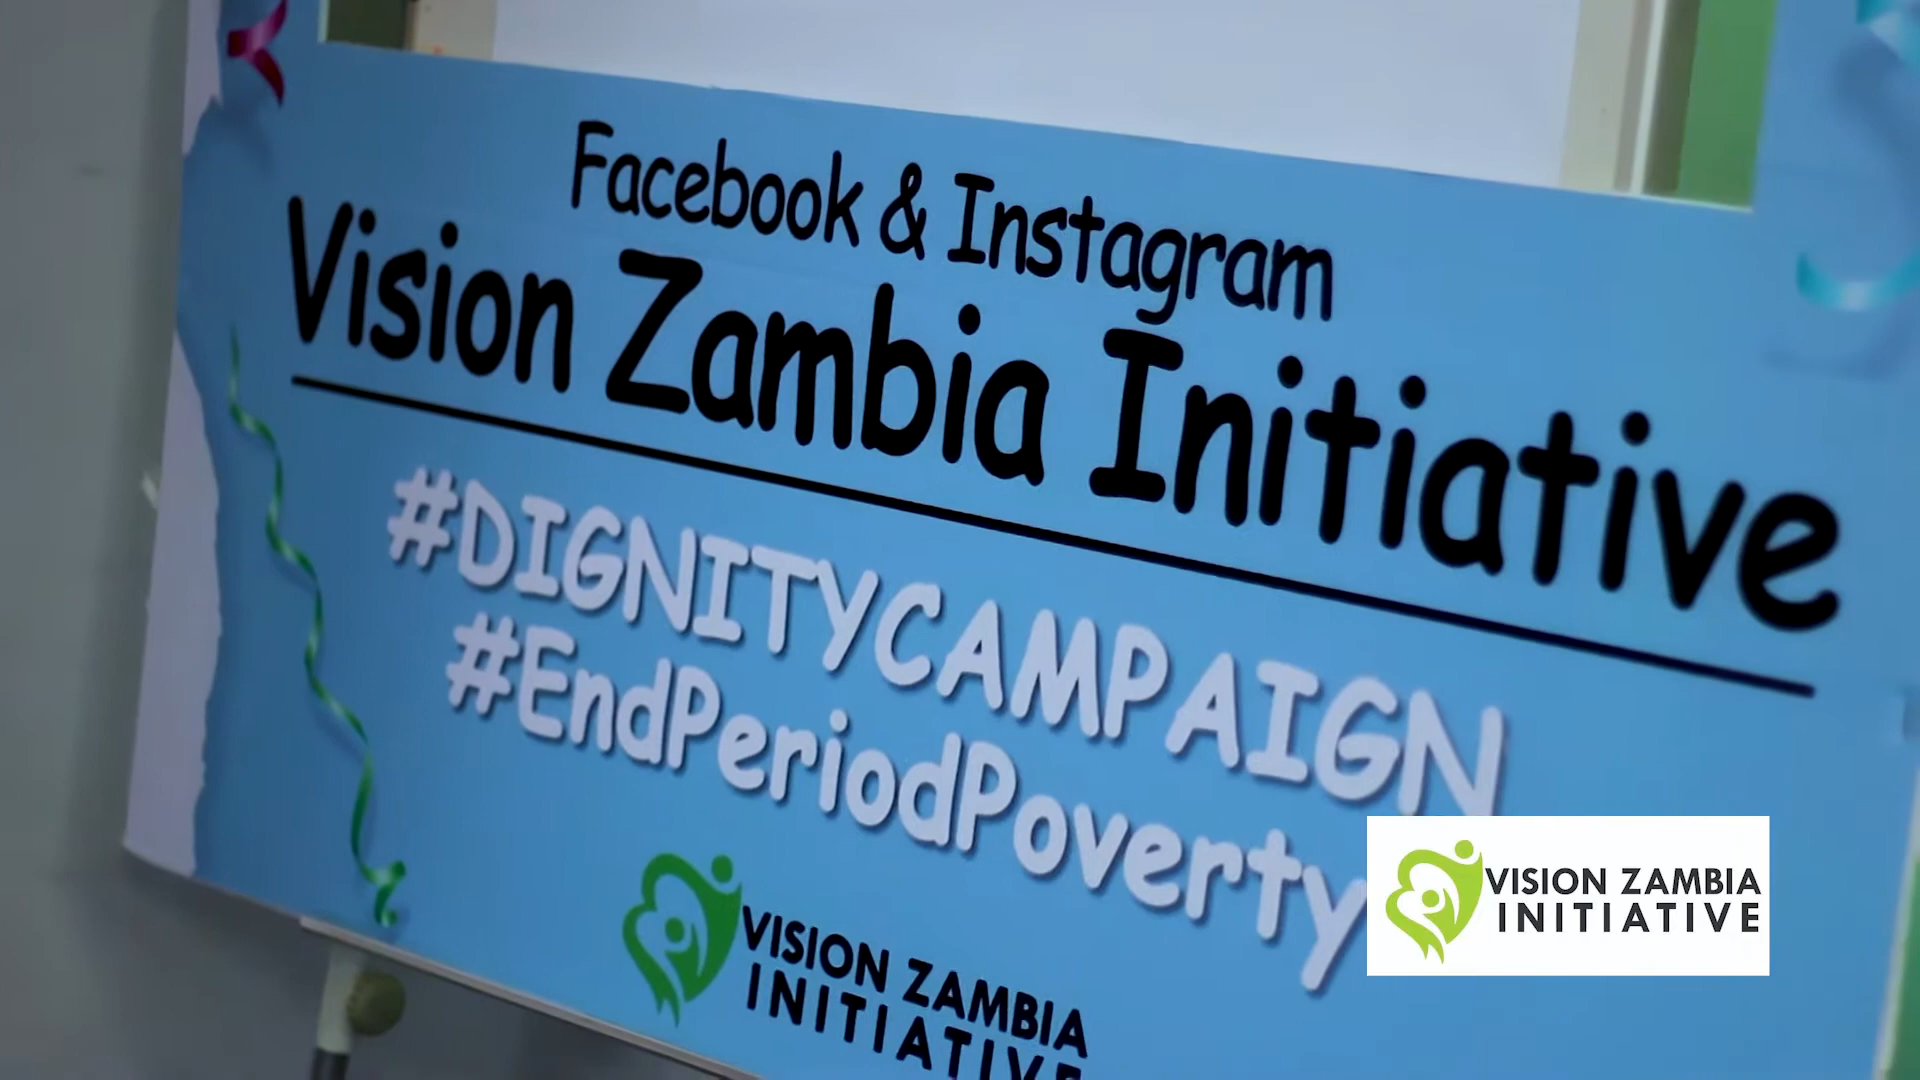 Facebook & Instagram
Vision Zambia Initiative
#DIGNITYCAMPAIGN
#EndPeriodPoverty
VISION ZAMBIA
INITIATIVE
VISION ZAMBIA
INITIATIVE